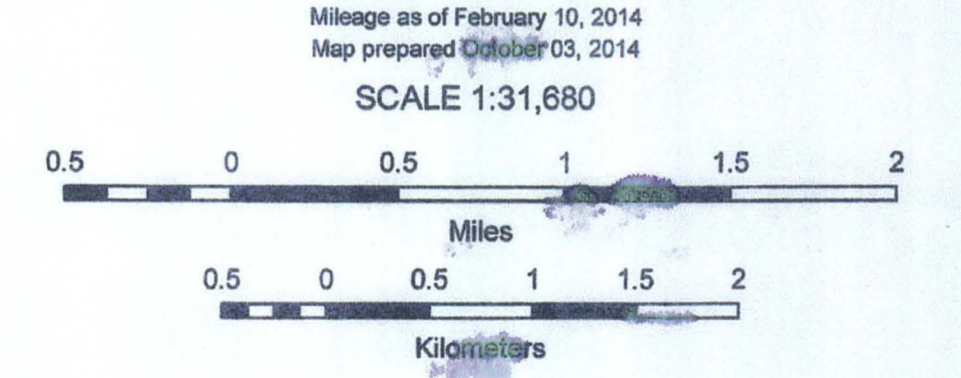 Mileage as of February 10, 2014
Map prepared October 03, 2014
SCALE 1:31,680
0.5 0 0.5 1 1.5 2
Miles
0.5 0 0.5 1 1.5 2
Kilometers